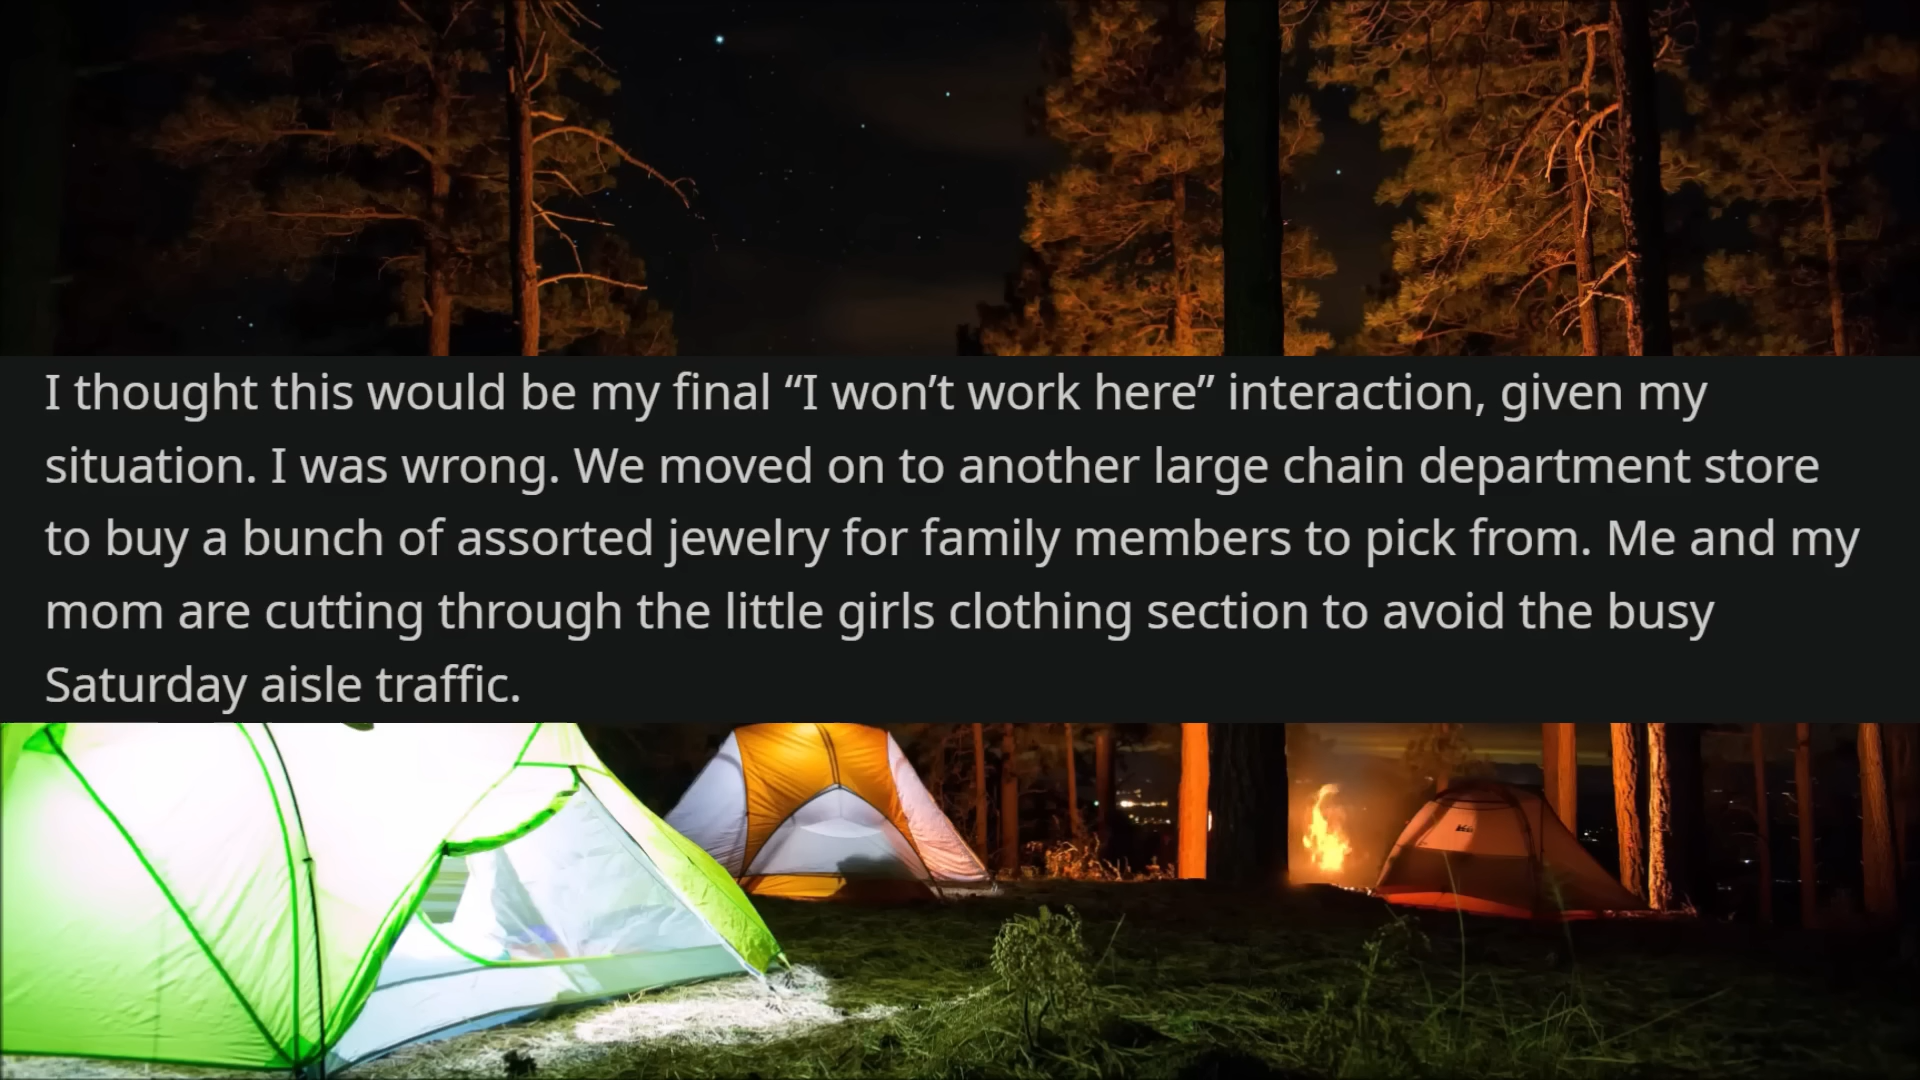 I thought this would be my final “I won’t work here” interaction, given my
situation. I was wrong. We moved on to another large chain department store
to buy a bunch of assorted jewelry for family members to pick from. Me and my
mom are cutting through the little girls clothing section to avoid the busy
Saturday aisle traffic.
REI